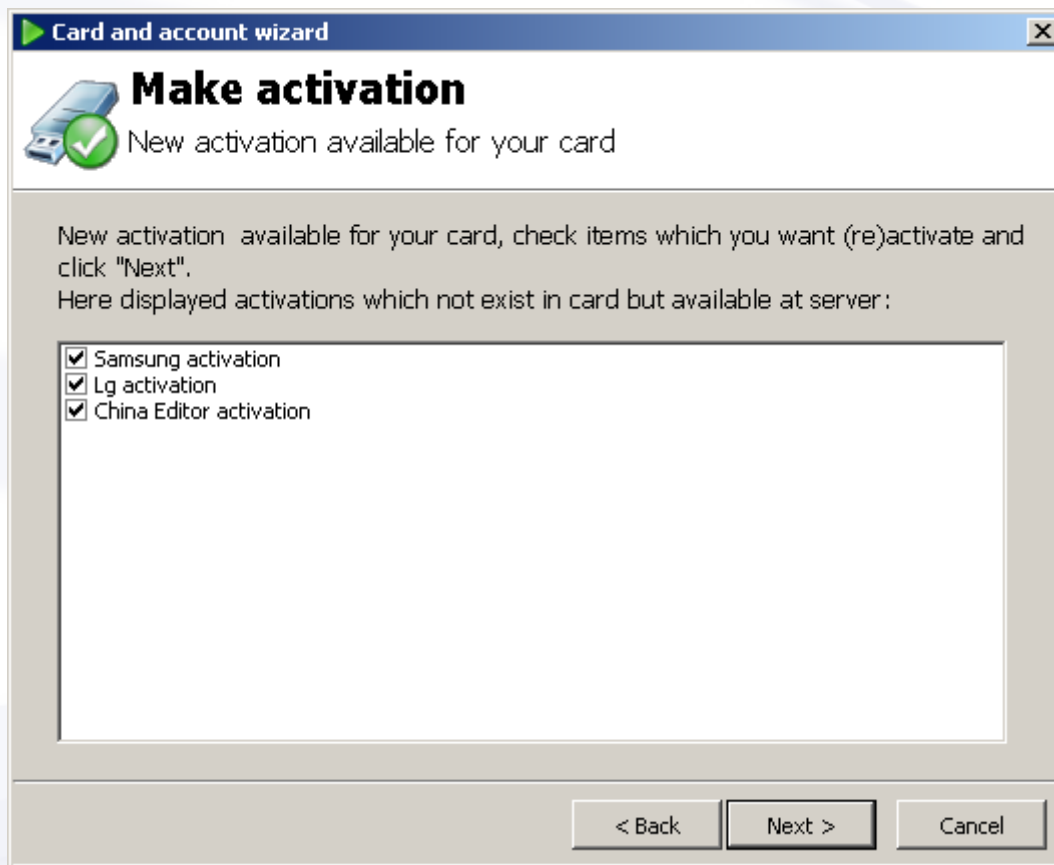 Card and account wizard
Make activation
New activation available for your card
New activation  available for your card, check items which you want (re)activate and
click "Next".
Here displayed activations which not exist in card but available at server:
Samsung activation
Lg activation
China Editor activation
< Back
Next >
Cancel